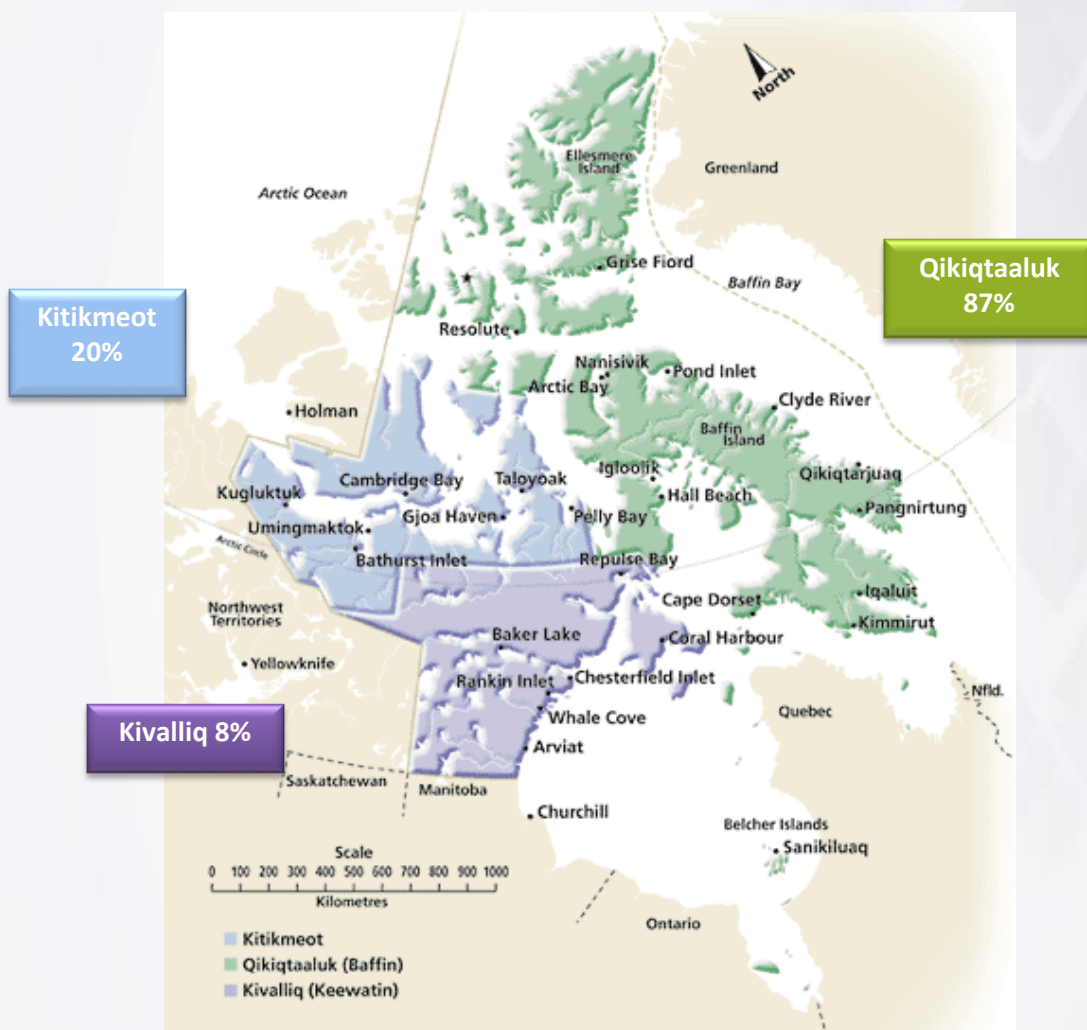 North
Ellesmere
Island
Greenland
Arctic Ocean
Grise Fiord
Baffin Bay
Qikiqtaaluk
87%
Kitikmeot
20%
Resolute
Nanisivik
Pond Inlet
Arctic Bay
Clyde River
Holman
Baffin
Island
Igloolik
Qikiqtarjuaq
Cambridge Bay
Taloyoak
Kugluktuk
Hall Beach
Pangnirtung
Gjoa Haven
Pelly Bay
Umingmaktok
Arctic Circle
Bathurst Inlet
Repulse Bay
Iqaluit
Cape Dorset
Northwest
Territories
Kimmirut
Baker Lake
Coral Harbour
Yellowknife
Rankin Inlet
Chesterfield Inlet
Nfld.
Whale Cove
Quebec
Kivalliq 8%
Arviat
Saskatchewan
Manitoba
Churchill
Belcher Islands
Sanikiluaq
Scale
0 100 200 300 400 500 600 700 800 900 1000
Kilometres
Ontario
Kitikmeot
Qikiqtaaluk (Baffin)
Kivalliq (Keewatin)